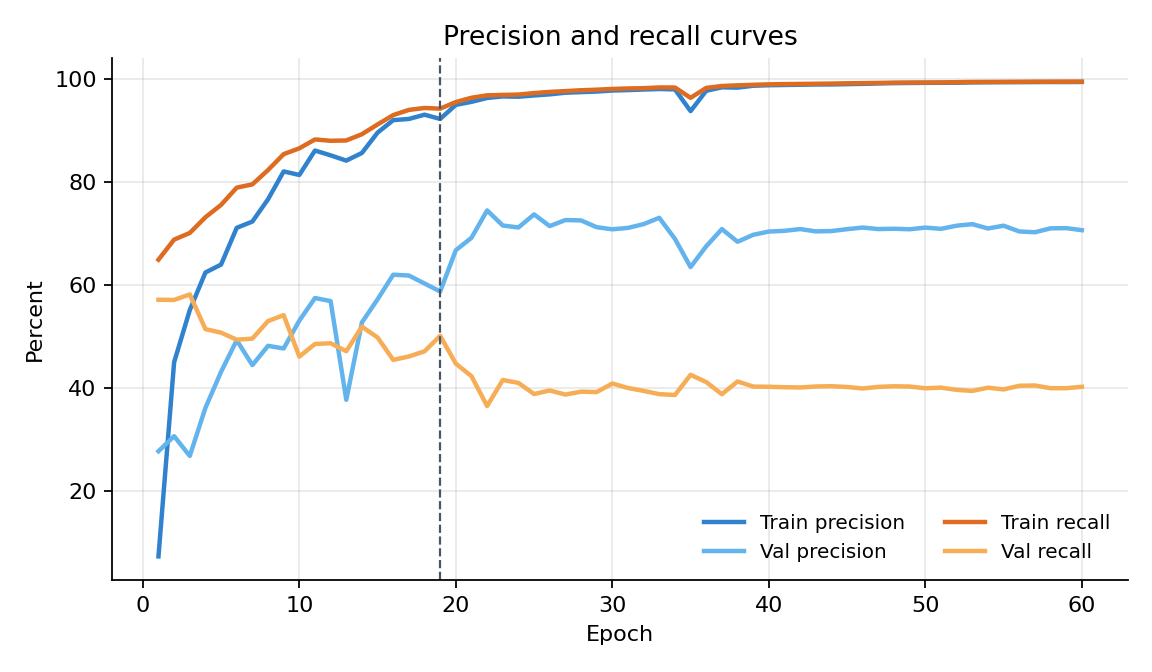 Precision and recall curves
100
80
60
40
20
Percent
0 10 20 30 40 50 60
Epoch
Train precision Train recall
Val precision Val recall